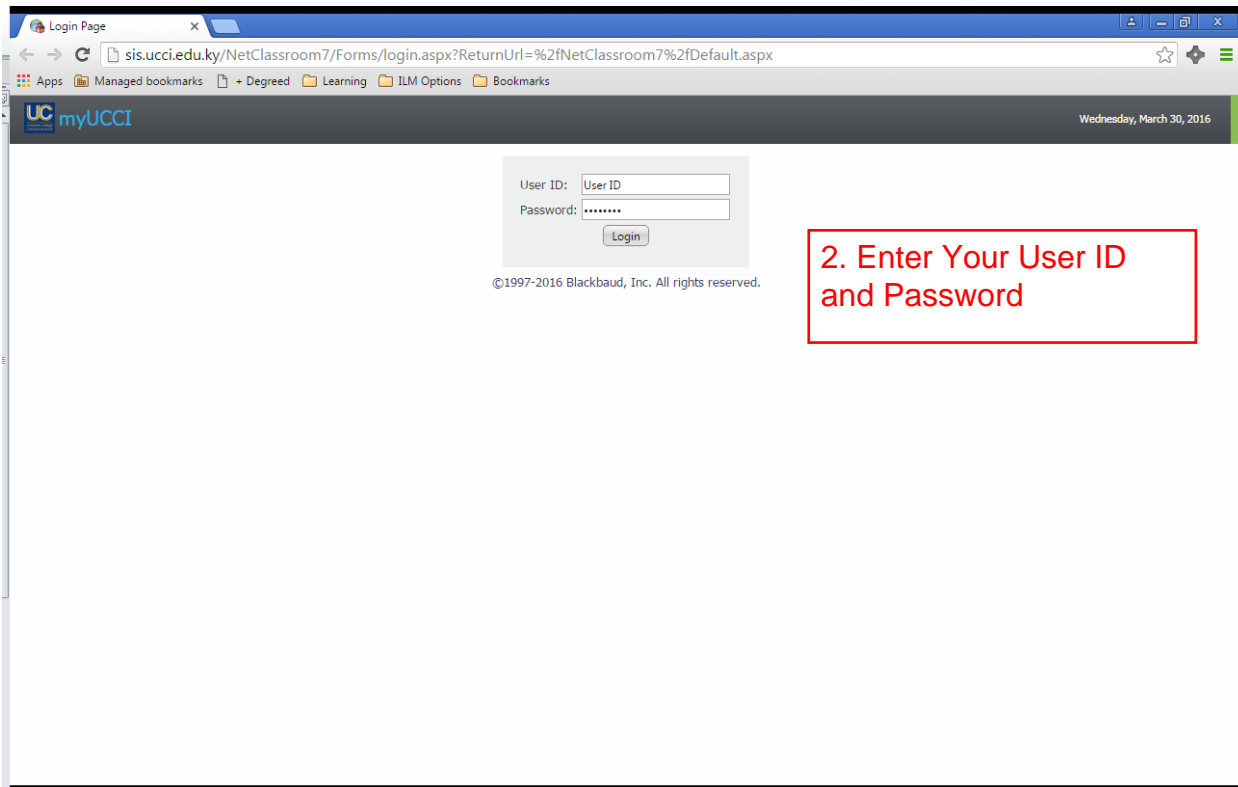 Login Page
sis.ucci.edu.ky/NetClassroom7/Forms/login.aspx?ReturnUrl=%2fNetClassroom7%2fDefault.aspx
Apps Managed bookmarks + Degreed Learning ILM Options Bookmarks
UC myUCCI Wednesday, March 30, 2016
User ID: User ID
Password: ••••••••
Login
2. Enter Your User ID
and Password
©1997-2016 Blackbaud, Inc. All rights reserved.